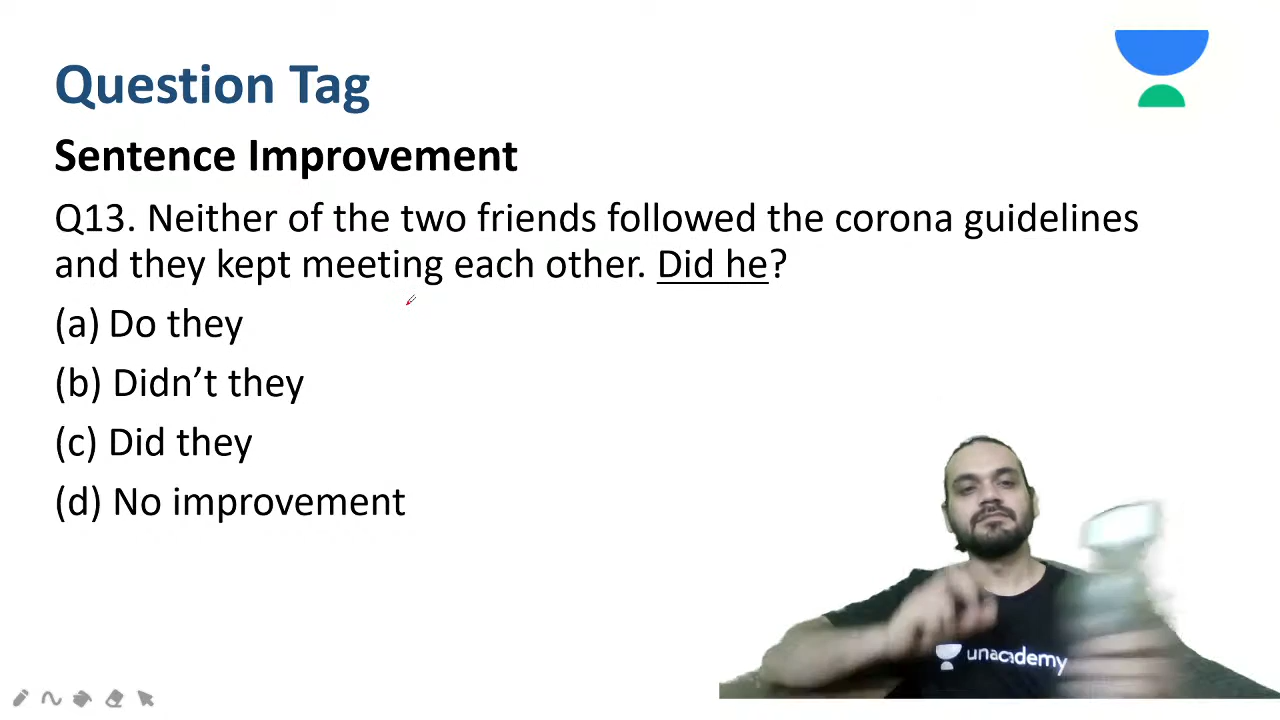 Question Tag
Sentence Improvement
Q13. Neither of the two friends followed the corona guidelines
and they kept meeting each other. Did he?
(a) Do they
(b) Didn’t they
(c) Did they
(d) No improvement
unacademy